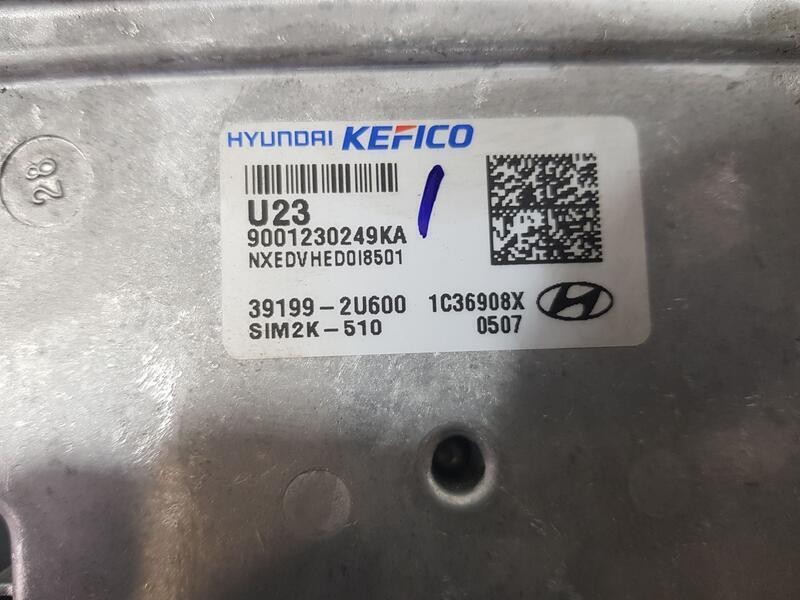 HYUNDAI KEFICO
U23
9001230249KA
NXEDVHED0I8501
39199-2U600 1C36908X
SIM2K-510 0507
28